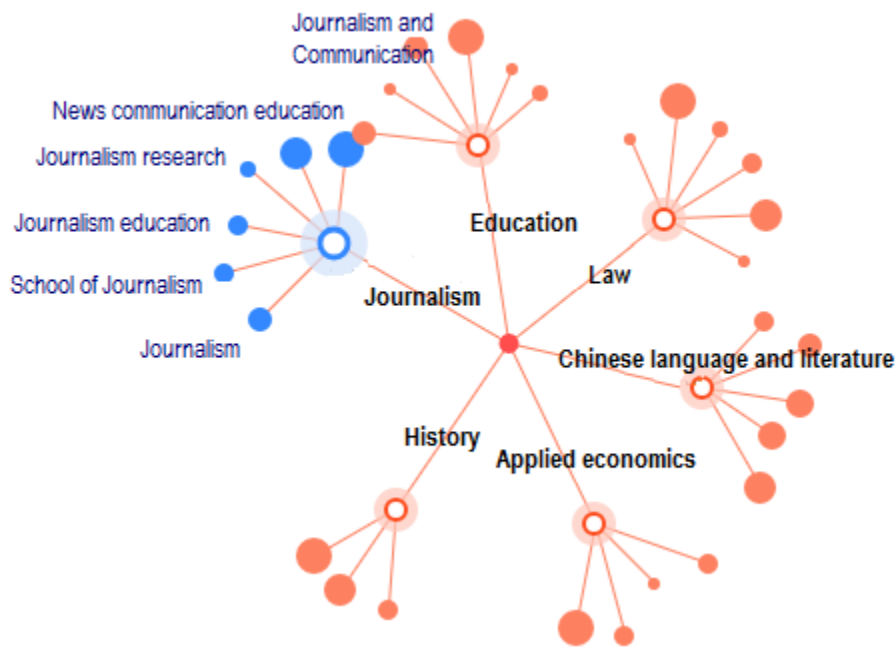 Journalism and
Communication
News communication education
Journalism research
Journalism education
School of Journalism
Journalism
Education
Law
Journalism
Chinese language and literature
History
Applied economics